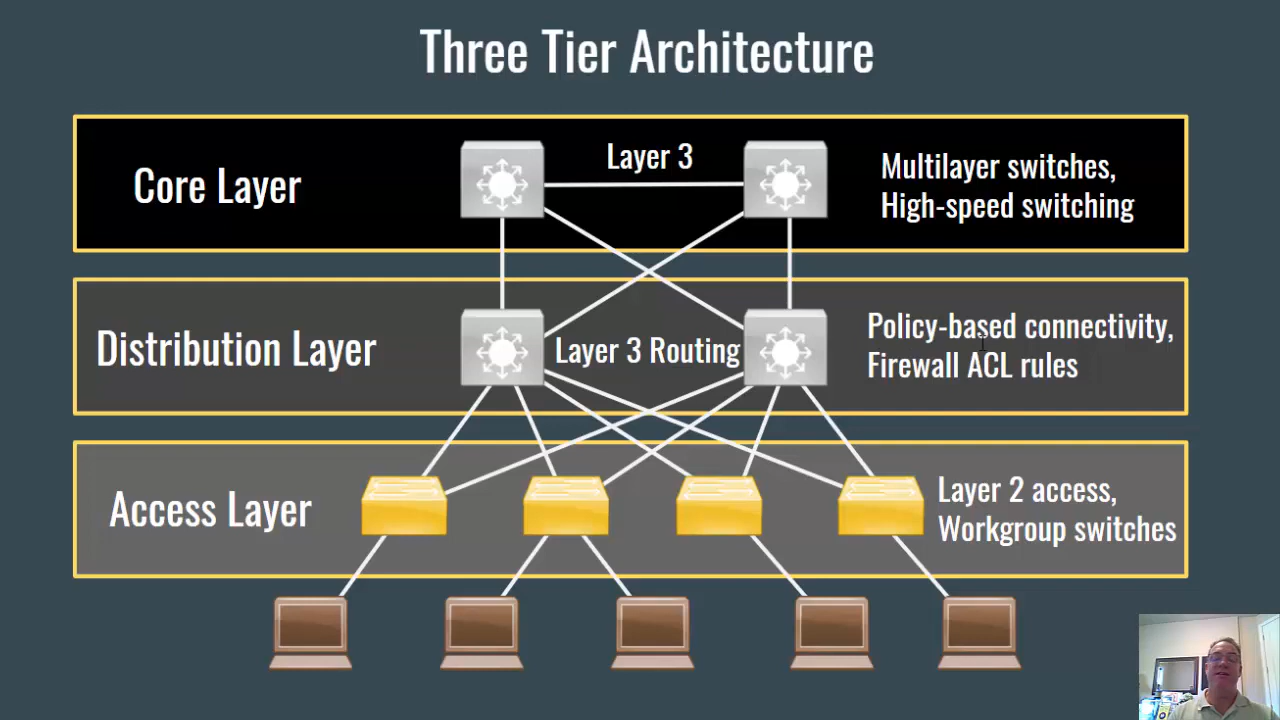 Three Tier Architecture
Core Layer
Layer 3
Multilayer switches,
High-speed switching
Distribution Layer
Layer 3 Routing
Policy-based connectivity,
Firewall ACL rules
Access Layer
Layer 2 access,
Workgroup switches